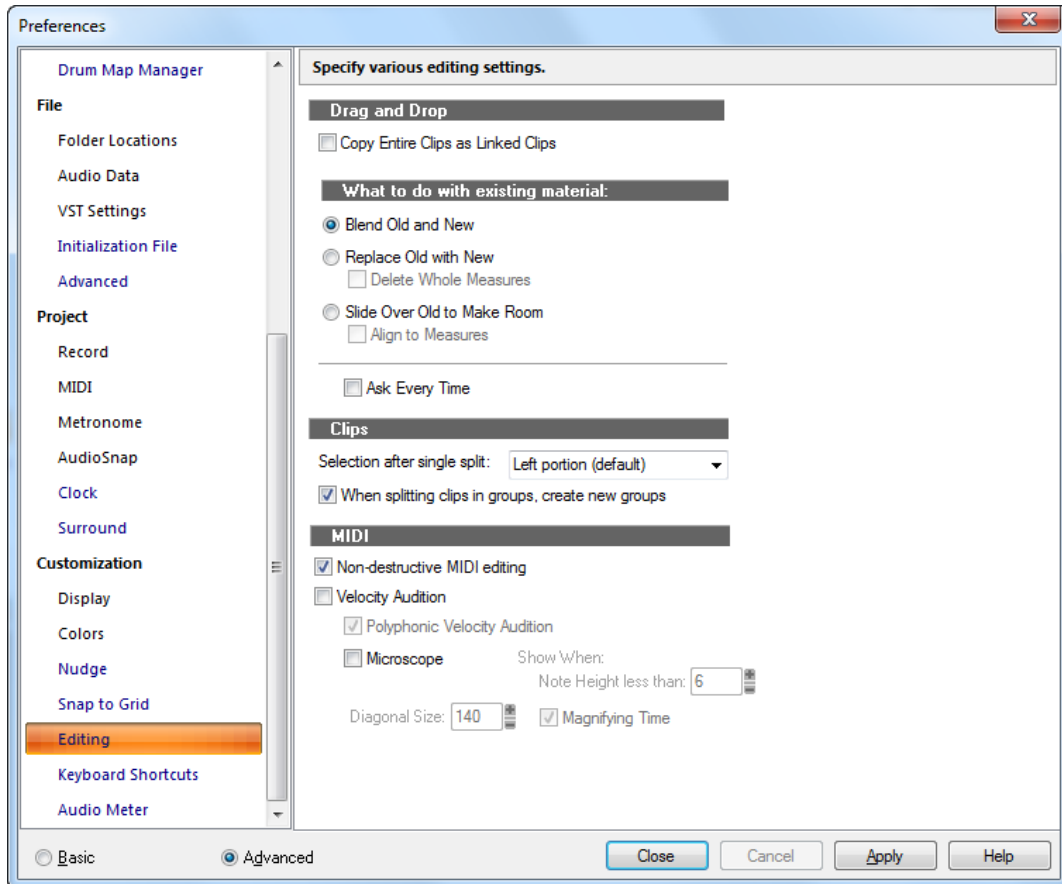 Preferences
Drum Map Manager
File
Folder Locations
Audio Data
VST Settings
Initialization File
Advanced
Project
Record
MIDI
Metronome
AudioSnap
Clock
Surround
Customization
Display
Colors
Nudge
Snap to Grid
Editing
Keyboard Shortcuts
Audio Meter
Specify various editing settings.
Drag and Drop
Copy Entire Clips as Linked Clips
What to do with existing material:
Blend Old and New
Replace Old with New
Delete Whole Measures
Slide Over Old to Make Room
Align to Measures
Ask Every Time
Clips
Selection after single split: Left portion (default)
When splitting clips in groups, create new groups
MIDI
Non-destructive MIDI editing
Velocity Audition
Polyphonic Velocity Audition
Microscope Show When:
Note Height less than: 6
Diagonal Size: 140 Magnifying Time
Basic Advanced Close Cancel Apply Help